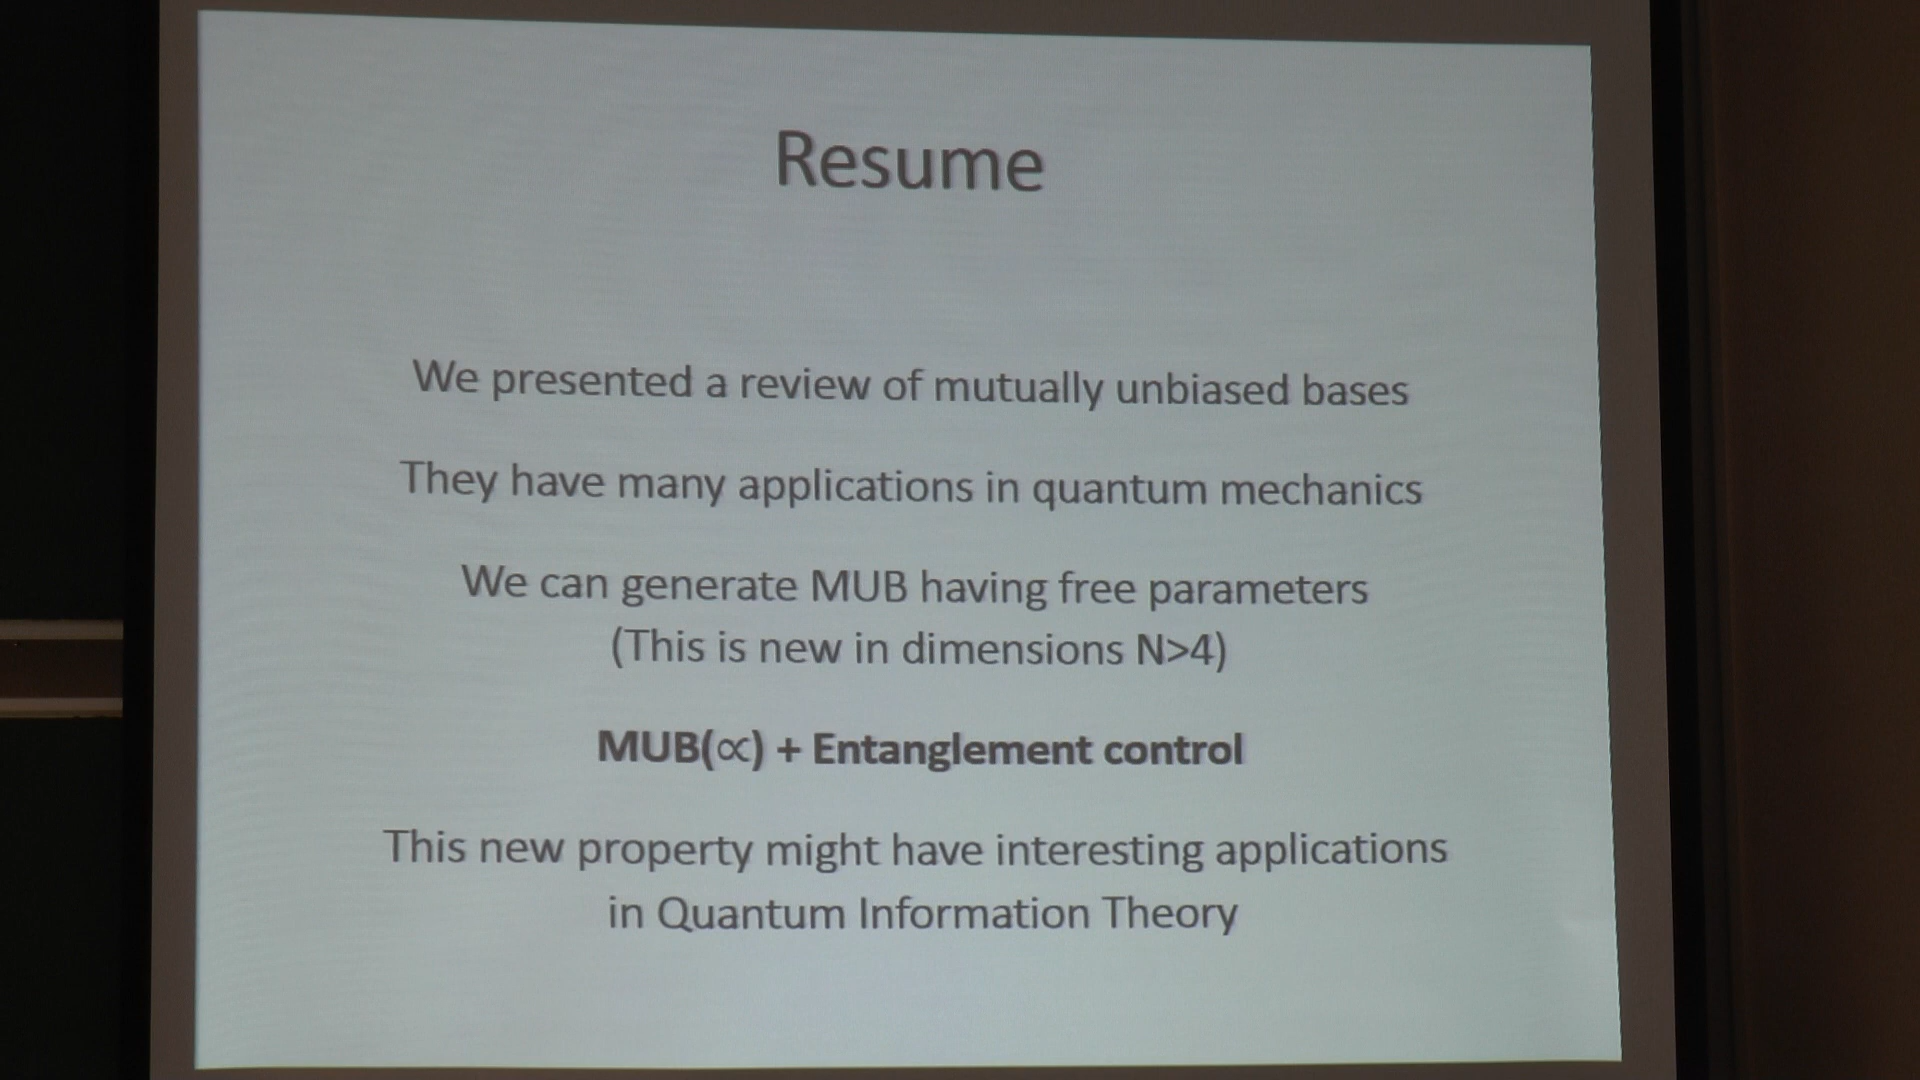 Resume
We presented a review of mutually unbiased bases
They have many applications in quantum mechanics
We can generate MUB having free parameters
(This is new in dimensions N>4)
MUB(∝) + Entanglement control
This new property might have interesting applications
in Quantum Information Theory